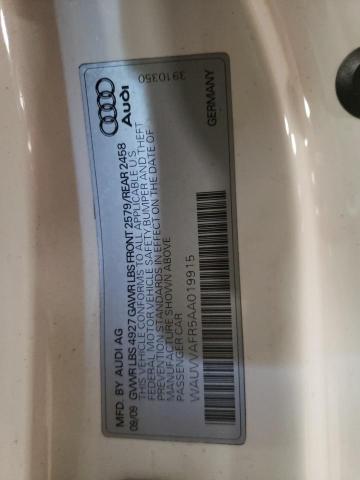 MFD. BY AUDI AG
09/09 GVWR LBS 4927 GAWR LBS FRONT 2579/REAR 2458
THIS VEHICLE CONFORMS TO ALL APPLICABLE U S
FEDERAL MOTOR VEHICLE SAFETY BUMPER AND THEFT
PREVENTION STANDARDS IN EFFECT ON THE DATE OF
MANUFACTURE SHOWN ABOVE
PASSENGER CAR
WAUVVAFR5AA019915
Audi
3910350
GERMANY